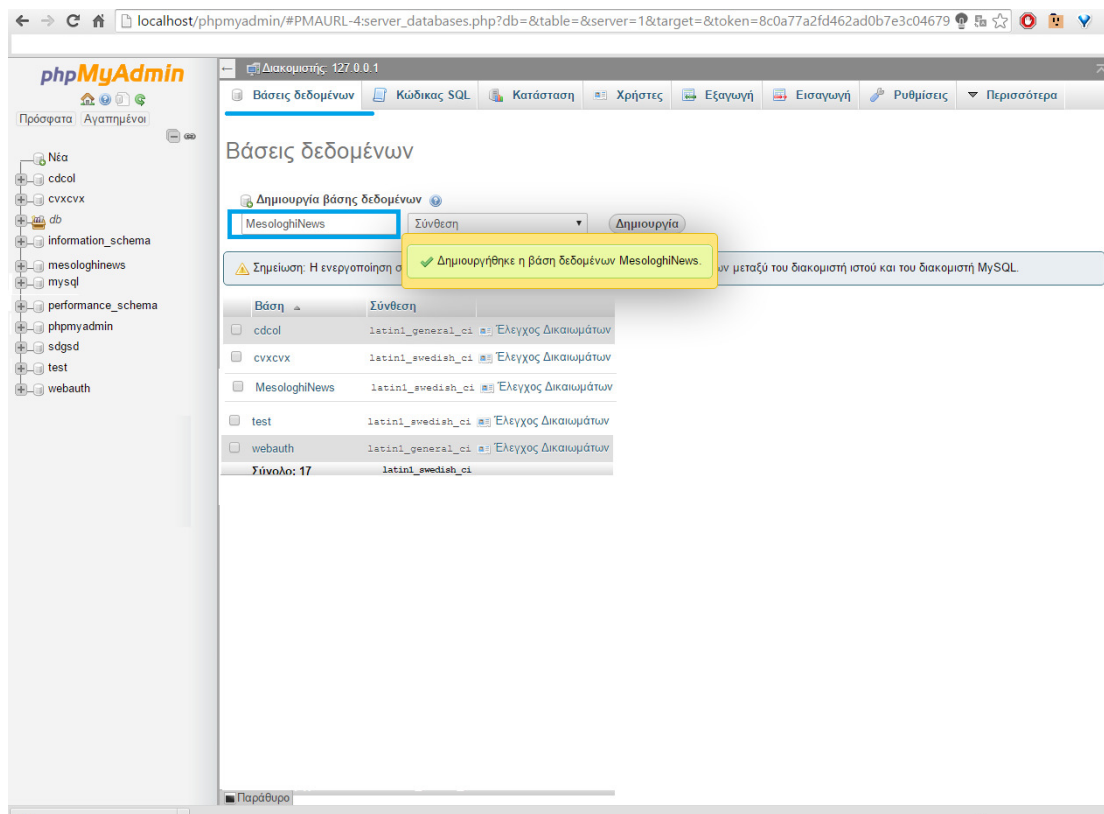 localhost/phpmyadmin/#PMAURL-4:server_databases.php?db=&table=&server=1&target=&token=8c0a77a2fd462ad0b7e3c04679
phpMyAdmin
Πρόσφατα Αγαπημένοι
Νέα
cdcol
cvxcvx
db
information_schema
mesologhinews
mysql
performance_schema
phpmyadmin
sdgsd
test
webauth
Διακομιστής: 127.0.0.1
Βάσεις δεδομένων Κώδικας SQL Κατάσταση Χρήστες Εξαγωγή Εισαγωγή Ρυθμίσεις Περισσότερα
Βάσεις δεδομένων
Δημιουργία βάσης δεδομένων
MesologhiNews Σύνθεση Δημιουργία
Δημιουργήθηκε η βάση δεδομένων MesologhiNews.
Σημείωση: Η ενεργοποίηση σ ων μεταξύ του διακομιστή ιστού και του διακομιστή MySQL.
Βάση Σύνθεση
cdcol latin1_general_ci Έλεγχος Δικαιωμάτων
cvxcvx latin1_swedish_ci Έλεγχος Δικαιωμάτων
MesologhiNews latin1_swedish_ci Έλεγχος Δικαιωμάτων
test latin1_swedish_ci Έλεγχος Δικαιωμάτων
webauth latin1_general_ci Έλεγχος Δικαιωμάτων
Σύνολο: 17 latin1_swedish_ci
Παράθυρο